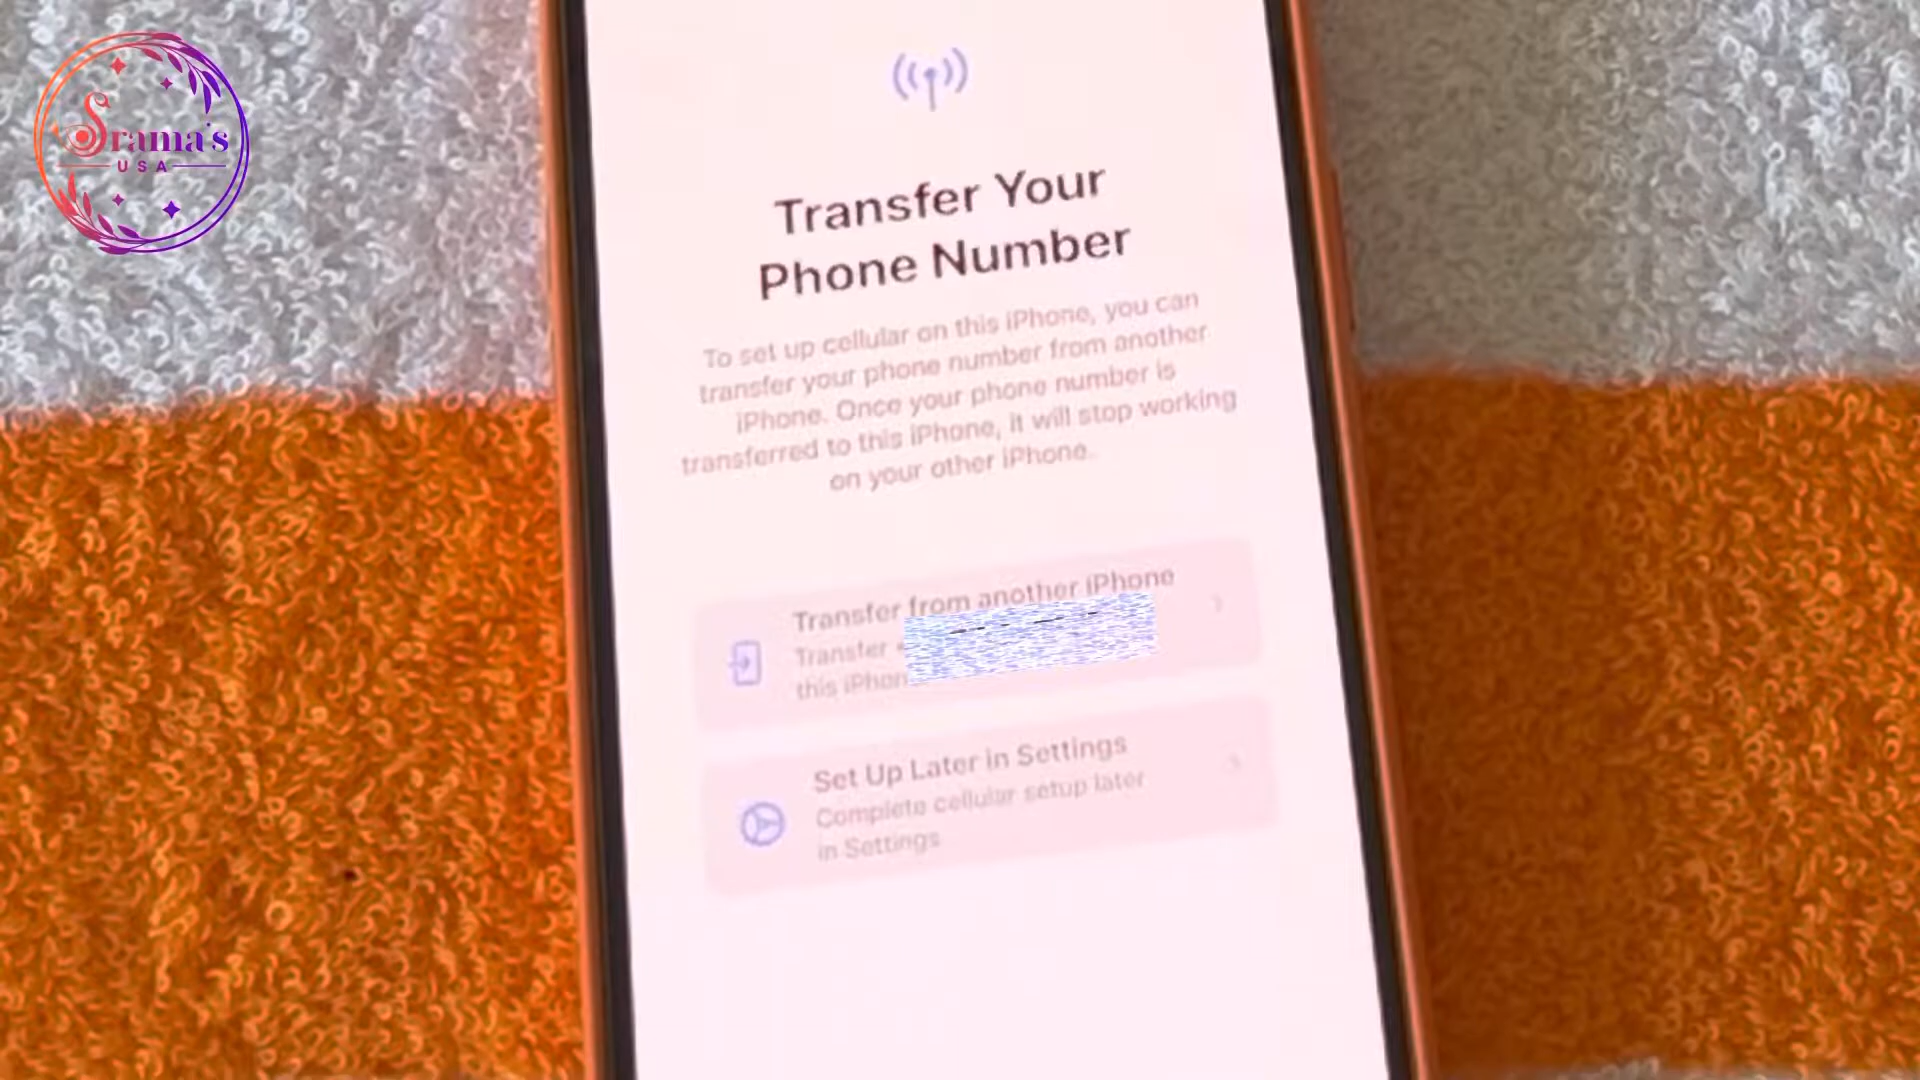 Srama's
USA
Transfer Your
Phone Number
To set up cellular on this iPhone, you can
transfer your phone number from another
iPhone. Once your phone number is
transferred to this iPhone, it will stop working
on your other iPhone.
Transfer from another iPhone
Transfer
this iPhon
Set Up Later in Settings
Complete cellular setup later
in Settings